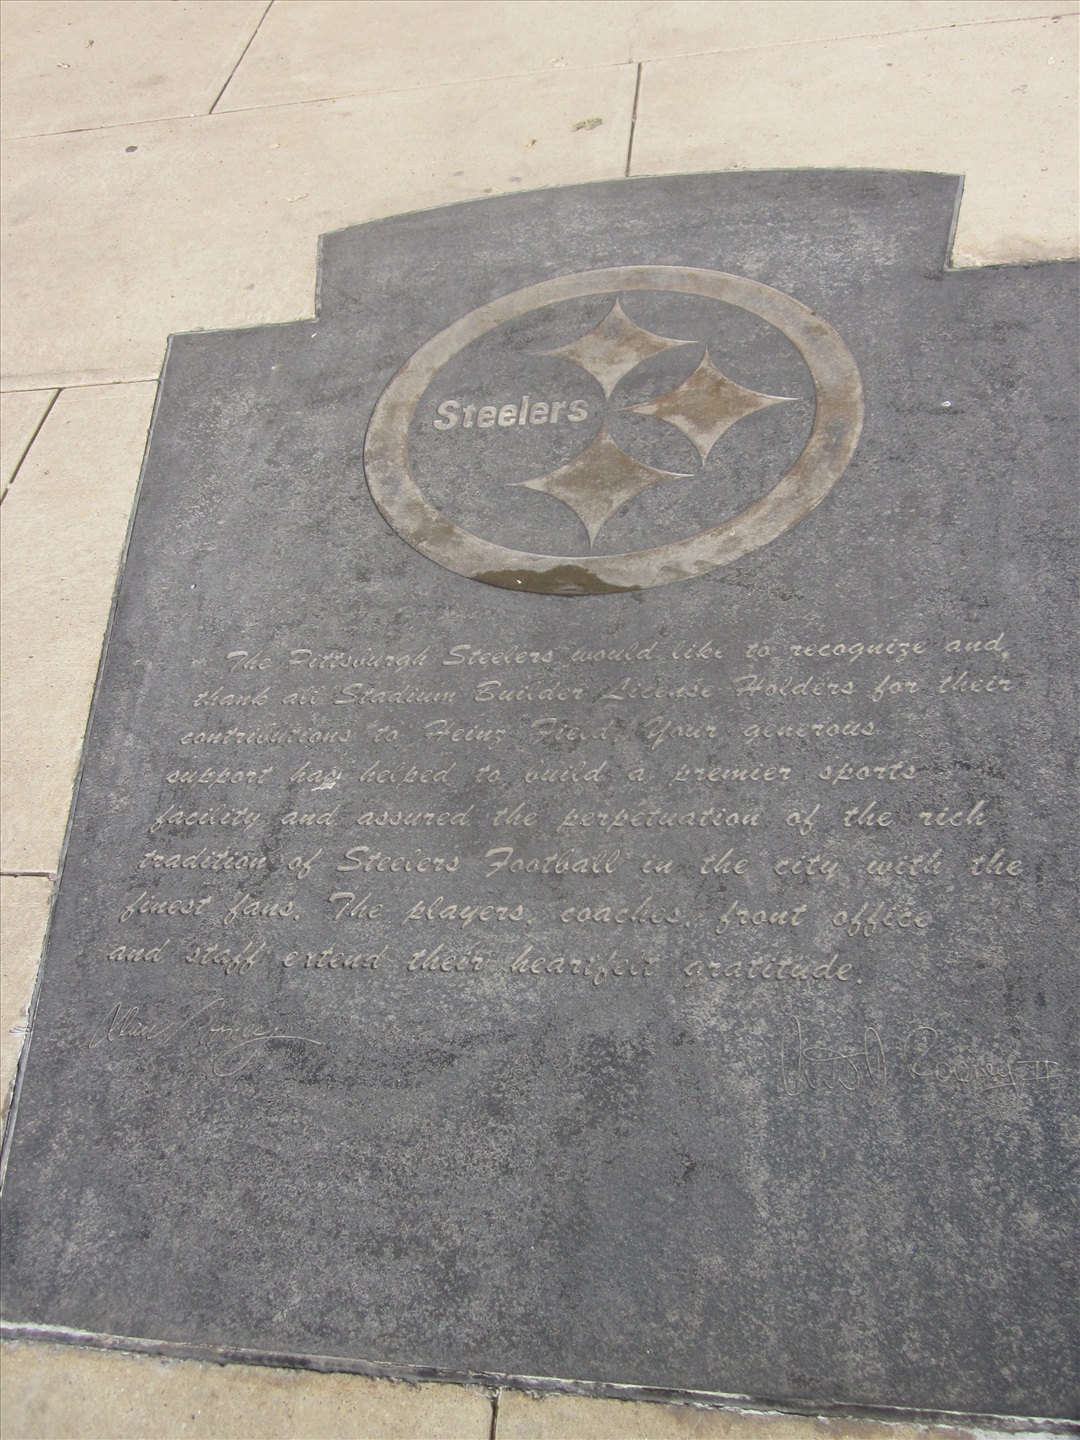 Steelers
The Pittsburgh Steelers would like to recognize and
thank all Stadium Builder License Holders for their
contributions to Heinz Field. Your generous
support has helped to build a premier sports
facility and assured the perpetuation of the rich
tradition of Steelers Football in the city with the
finest fans. The players, coaches, front office
and staff extend their heartfelt gratitude.
Rooney II